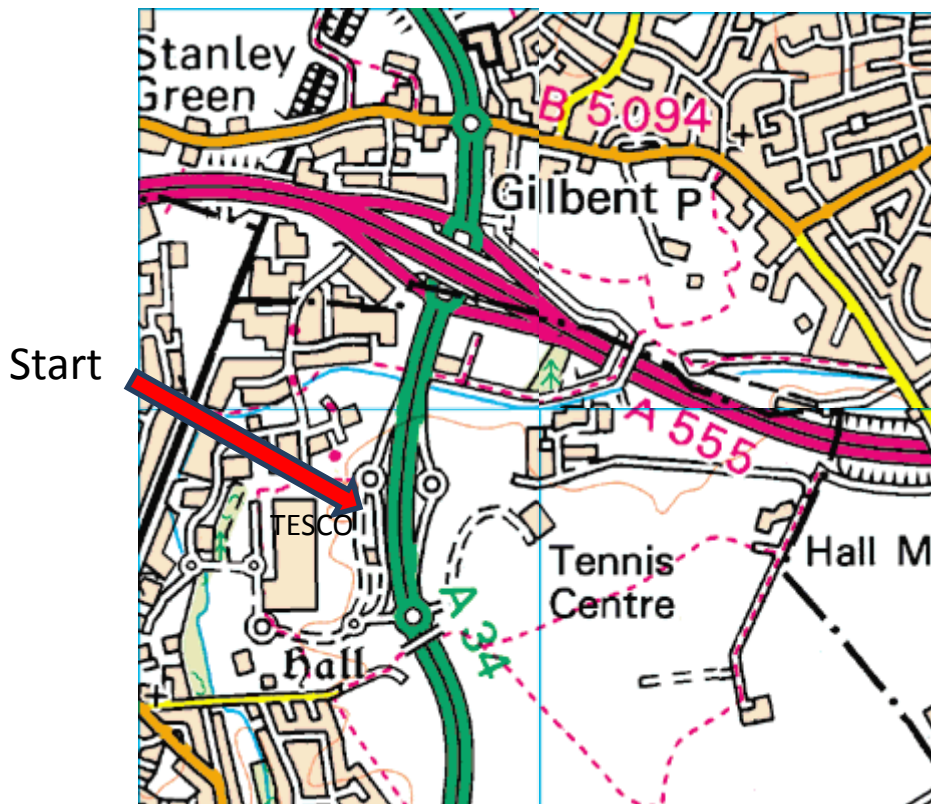 Stanley
Green
B 5094
Gilbent P
Start
A 555
TESCO
Tennis
Centre
Hall M
A 34
Hall